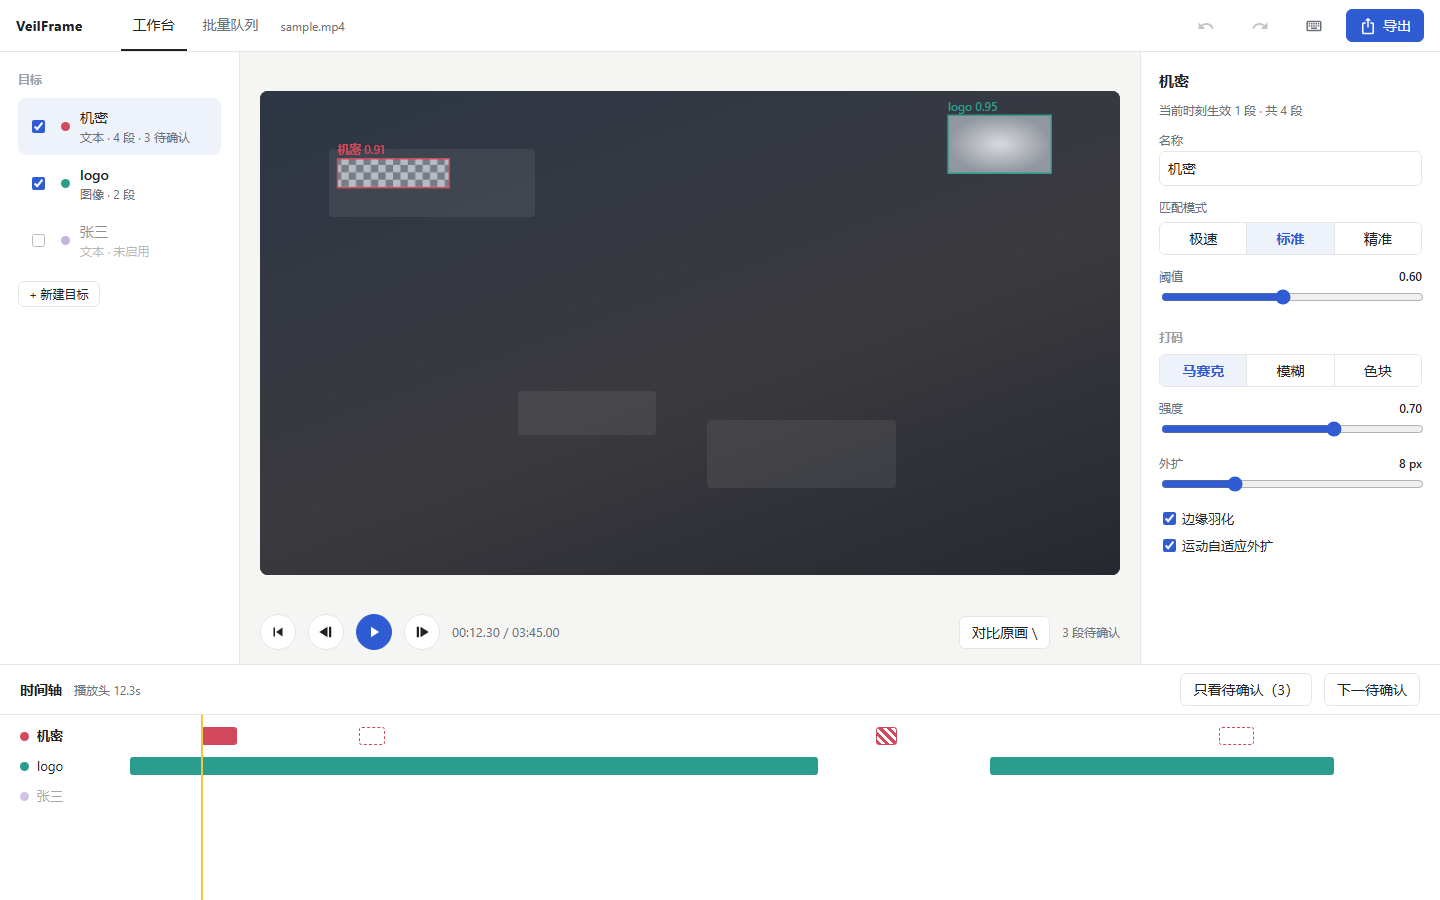 VeilFrame 工作台 批量队列 sample.mp4 导出
目标
机密
文本 · 4 段 · 3 待确认
logo
图像 · 2 段
张三
文本 · 未启用
+ 新建目标
logo 0.95
机密 0.91
00:12.30 / 03:45.00
对比原画 \
3 段待确认
机密
当前时刻生效 1 段 · 共 4 段
名称
机密
匹配模式
极速 标准 精准
阈值 0.60
打码
马赛克 模糊 色块
强度 0.70
外扩 8 px
边缘羽化
运动自适应外扩
时间轴 播放头 12.3s 只看待确认（3） 下一待确认
机密
logo
张三